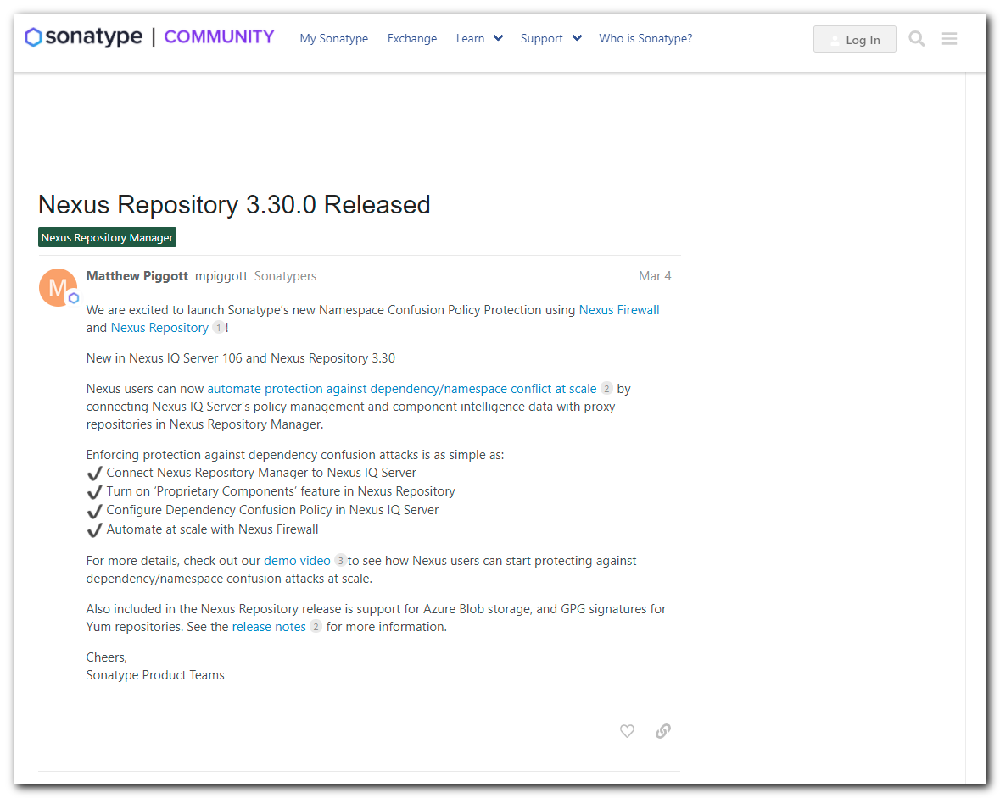 sonatype | COMMUNITY My Sonatype Exchange Learn Support Who is Sonatype? Log In
Nexus Repository 3.30.0 Released
Nexus Repository Manager
M
Matthew Piggott mpiggott Sonatypers Mar 4
We are excited to launch Sonatype’s new Namespace Confusion Policy Protection using Nexus Firewall
and Nexus Repository 1!
New in Nexus IQ Server 106 and Nexus Repository 3.30
Nexus users can now automate protection against dependency/namespace conflict at scale 2 by
connecting Nexus IQ Server’s policy management and component intelligence data with proxy
repositories in Nexus Repository Manager.
Enforcing protection against dependency confusion attacks is as simple as:
✔ Connect Nexus Repository Manager to Nexus IQ Server
✔ Turn on ‘Proprietary Components’ feature in Nexus Repository
✔ Configure Dependency Confusion Policy in Nexus IQ Server
✔ Automate at scale with Nexus Firewall
For more details, check out our demo video 3 to see how Nexus users can start protecting against
dependency/namespace confusion attacks at scale.
Also included in the Nexus Repository release is support for Azure Blob storage, and GPG signatures for
Yum repositories. See the release notes 2 for more information.
Cheers,
Sonatype Product Teams